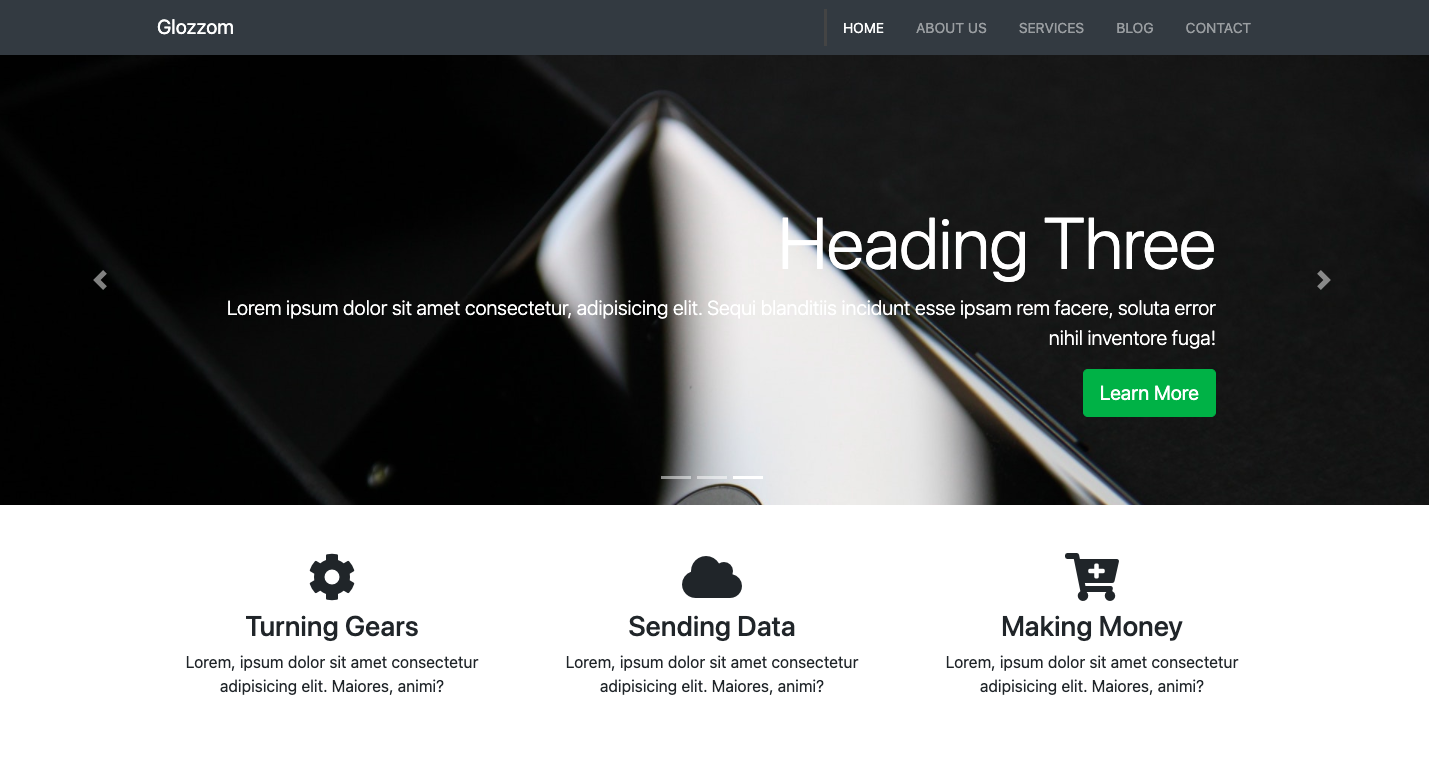 Glozzom
HOME ABOUT US SERVICES BLOG CONTACT
Heading Three
Lorem ipsum dolor sit amet consectetur, adipisicing elit. Sequi blanditiis incidunt esse ipsam rem facere, soluta error
nihil inventore fuga!
Learn More
Turning Gears
Lorem, ipsum dolor sit amet consectetur
adipisicing elit. Maiores, animi?
Sending Data
Lorem, ipsum dolor sit amet consectetur
adipisicing elit. Maiores, animi?
Making Money
Lorem, ipsum dolor sit amet consectetur
adipisicing elit. Maiores, animi?